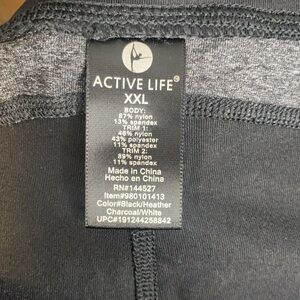 ACTIVE LIFE®
XXL
BODY:
87% nylon
13% spandex
TRIM 1:
46% nylon
43% polyester
11% spandex
TRIM 2:
89% nylon
11% spandex
Made in China
Hecho en China
RN#144527
Item#980101413
Color#Black/Heather
Charcoal/White
UPC#191244258842